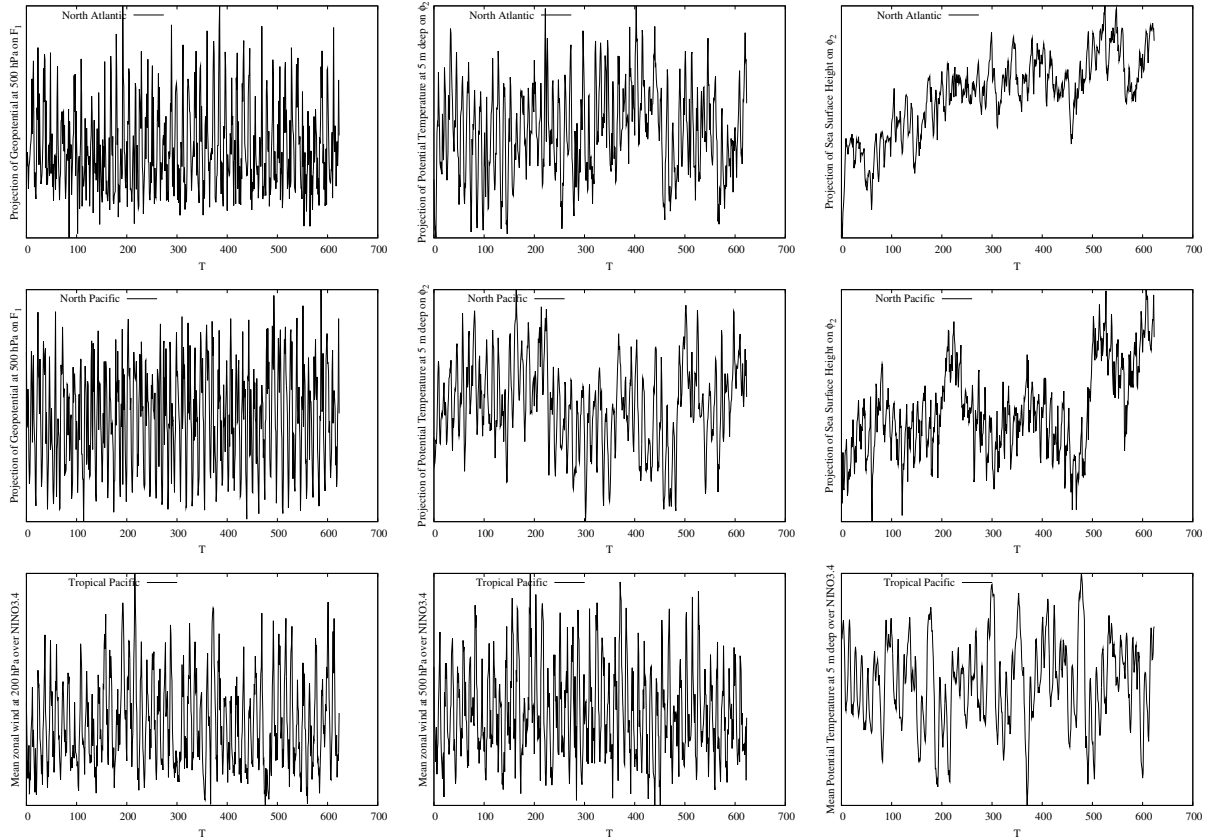 North Atlantic
Projection of Geopotential at 500 hPa on F₁
0 100 200 300 400 500 600 700
T
North Atlantic
Projection of Potential Temperature at 5 m deep on ϕ₂
0 100 200 300 400 500 600 700
T
North Atlantic
Projection of Sea Surface Height on ϕ₂
0 100 200 300 400 500 600 700
T
North Pacific
Projection of Geopotential at 500 hPa on F₁
0 100 200 300 400 500 600 700
T
North Pacific
Projection of Potential Temperature at 5 m deep on ϕ₂
0 100 200 300 400 500 600 700
T
North Pacific
Projection of Sea Surface Height on ϕ₂
0 100 200 300 400 500 600 700
T
Tropical Pacific
Mean zonal wind at 200 hPa over NINO3.4
0 100 200 300 400 500 600 700
T
Tropical Pacific
Mean zonal wind at 500 hPa over NINO3.4
0 100 200 300 400 500 600 700
T
Tropical Pacific
Mean Potential Temperature at 5 m deep over NINO3.4
0 100 200 300 400 500 600 700
T